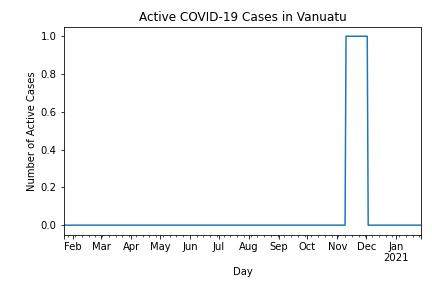 Active COVID-19 Cases in Vanuatu
Number of Active Cases
1.0
0.8
0.6
0.4
0.2
0.0
Feb Mar Apr May Jun Jul Aug Sep Oct Nov Dec Jan
2021
Day